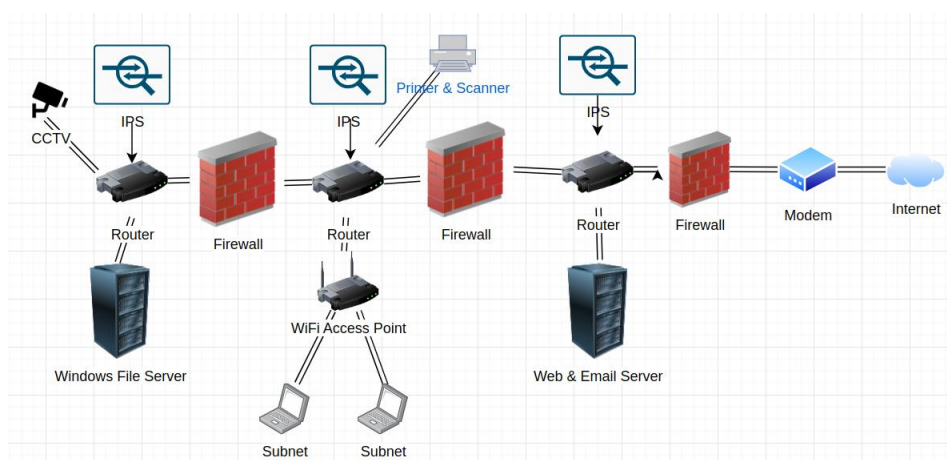 Printer & Scanner
IPS
IPS
IPS
CCTV
Router
Firewall
Router
Firewall
Router
Firewall
Modem
Internet
WiFi Access Point
Windows File Server
Web & Email Server
Subnet
Subnet